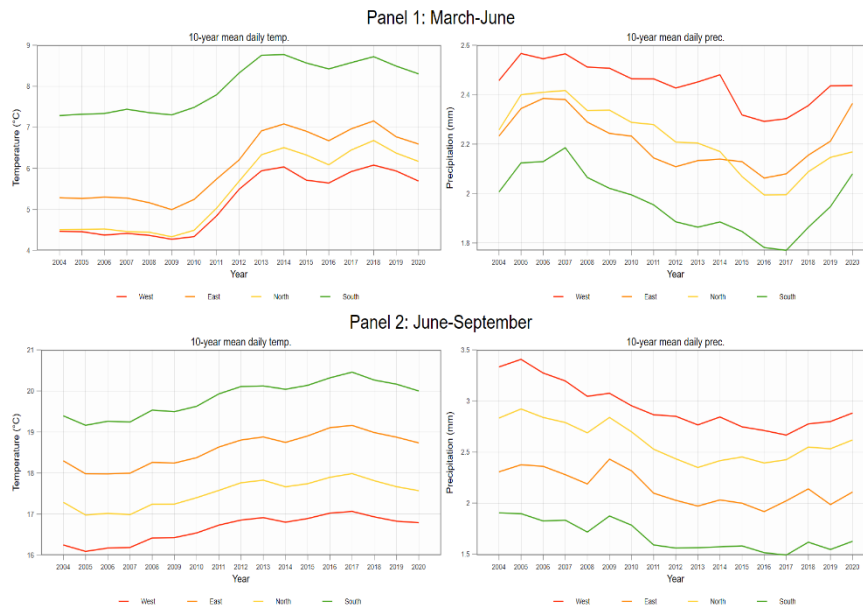 Panel 1: March-June
10-year mean daily temp.
Temperature (°C)
9
8
7
6
5
4
2004 2005 2006 2007 2008 2009 2010 2011 2012 2013 2014 2015 2016 2017 2018 2019 2020
Year
West East North South
10-year mean daily prec.
Precipitation (mm)
2.6
2.4
2.2
2
1.8
2004 2005 2006 2007 2008 2009 2010 2011 2012 2013 2014 2015 2016 2017 2018 2019 2020
Year
West East North South
Panel 2: June-September
10-year mean daily temp.
Temperature (°C)
21
20
19
18
17
16
2004 2005 2006 2007 2008 2009 2010 2011 2012 2013 2014 2015 2016 2017 2018 2019 2020
Year
West East North South
10-year mean daily prec.
Precipitation (mm)
3.5
3
2.5
2
1.5
2004 2005 2006 2007 2008 2009 2010 2011 2012 2013 2014 2015 2016 2017 2018 2019 2020
Year
West East North South